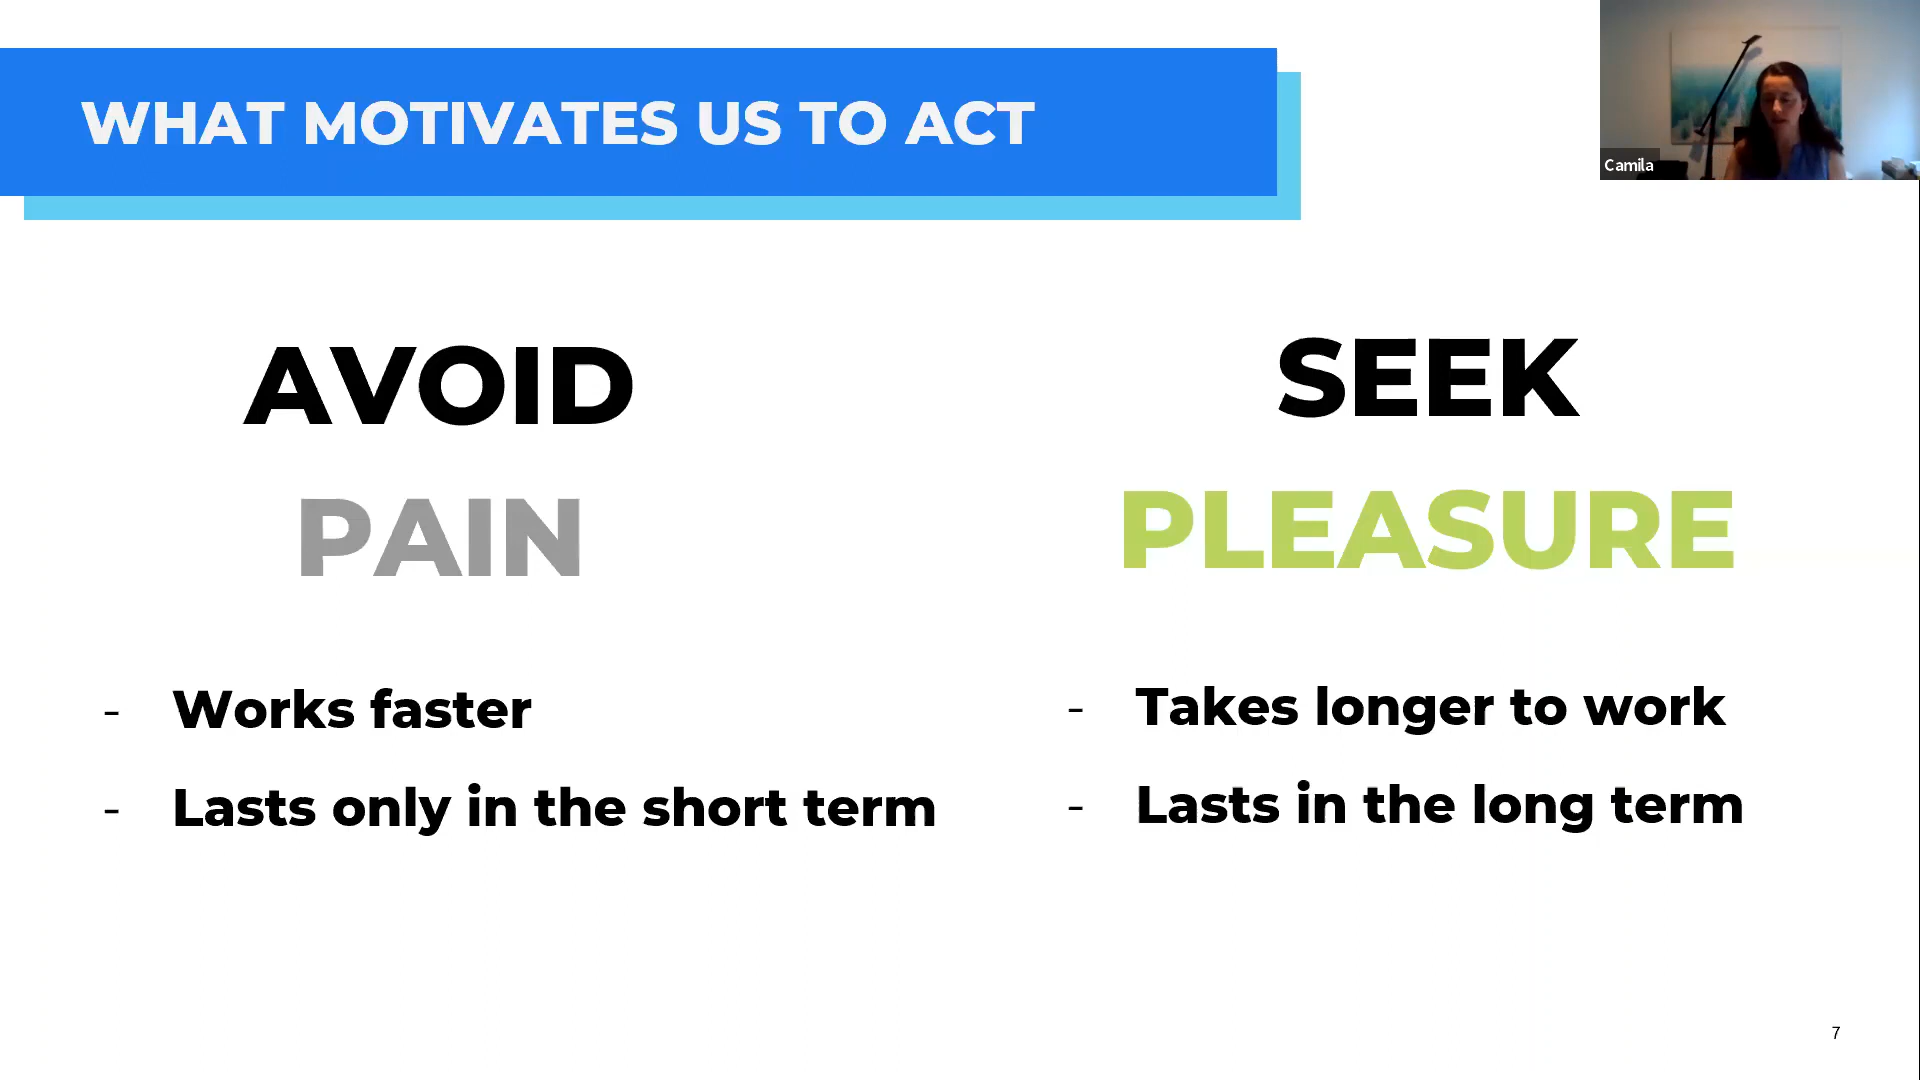 WHAT MOTIVATES US TO ACT
Camila
AVOID
PAIN
- Works faster
- Lasts only in the short term
SEEK
PLEASURE
- Takes longer to work
- Lasts in the long term
7